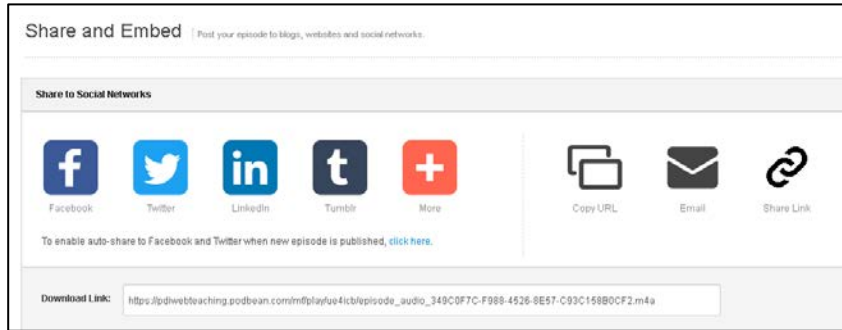 Share and Embed | Post your episode to blogs, websites and social networks.
Share to Social Networks
Facebook Twitter LinkedIn Tumblr More Copy URL Email Share Link
To enable auto-share to Facebook and Twitter when new episode is published, click here.
Download Link: https://pdiwebteaching.podbean.com/mf/play/ue4icb/episode_audio_349C0F7C-F988-4526-8E57-C93C158B0CF2.m4a